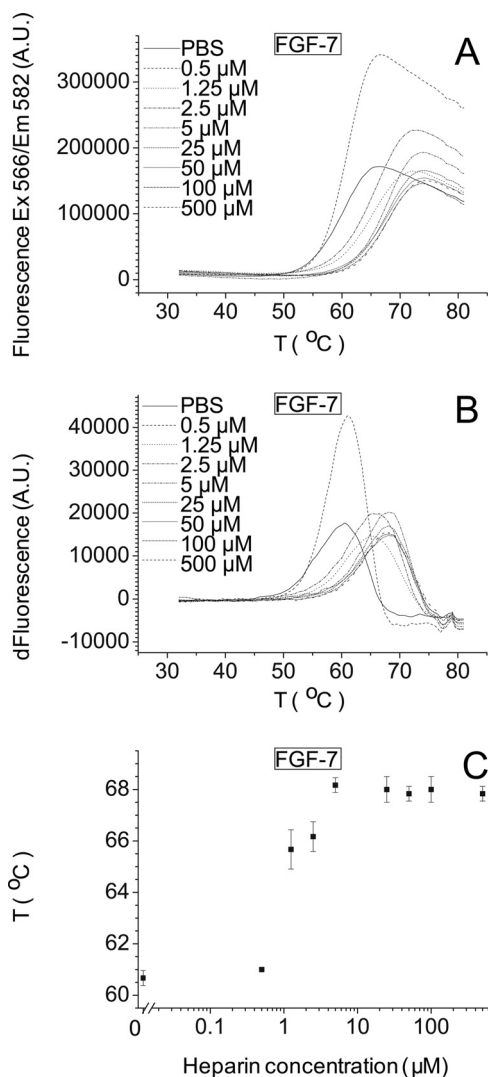 FGF-7
A
Fluorescence Ex 566/Em 582 (A.U.)
300000
200000
100000
0
PBS
0.5 µM
1.25 µM
2.5 µM
5 µM
25 µM
50 µM
100 µM
500 µM
30 40 50 60 70 80
T ( ºC)
FGF-7
B
dFluorescence (A.U.)
40000
30000
20000
10000
0
-10000
PBS
0.5 µM
1.25 µM
2.5 µM
5 µM
25 µM
50 µM
100 µM
500 µM
30 40 50 60 70 80
T ( ºC)
FGF-7
C
T ( ºC)
68
66
64
62
60
0 0.1 1 10 100
Heparin concentration (µM)